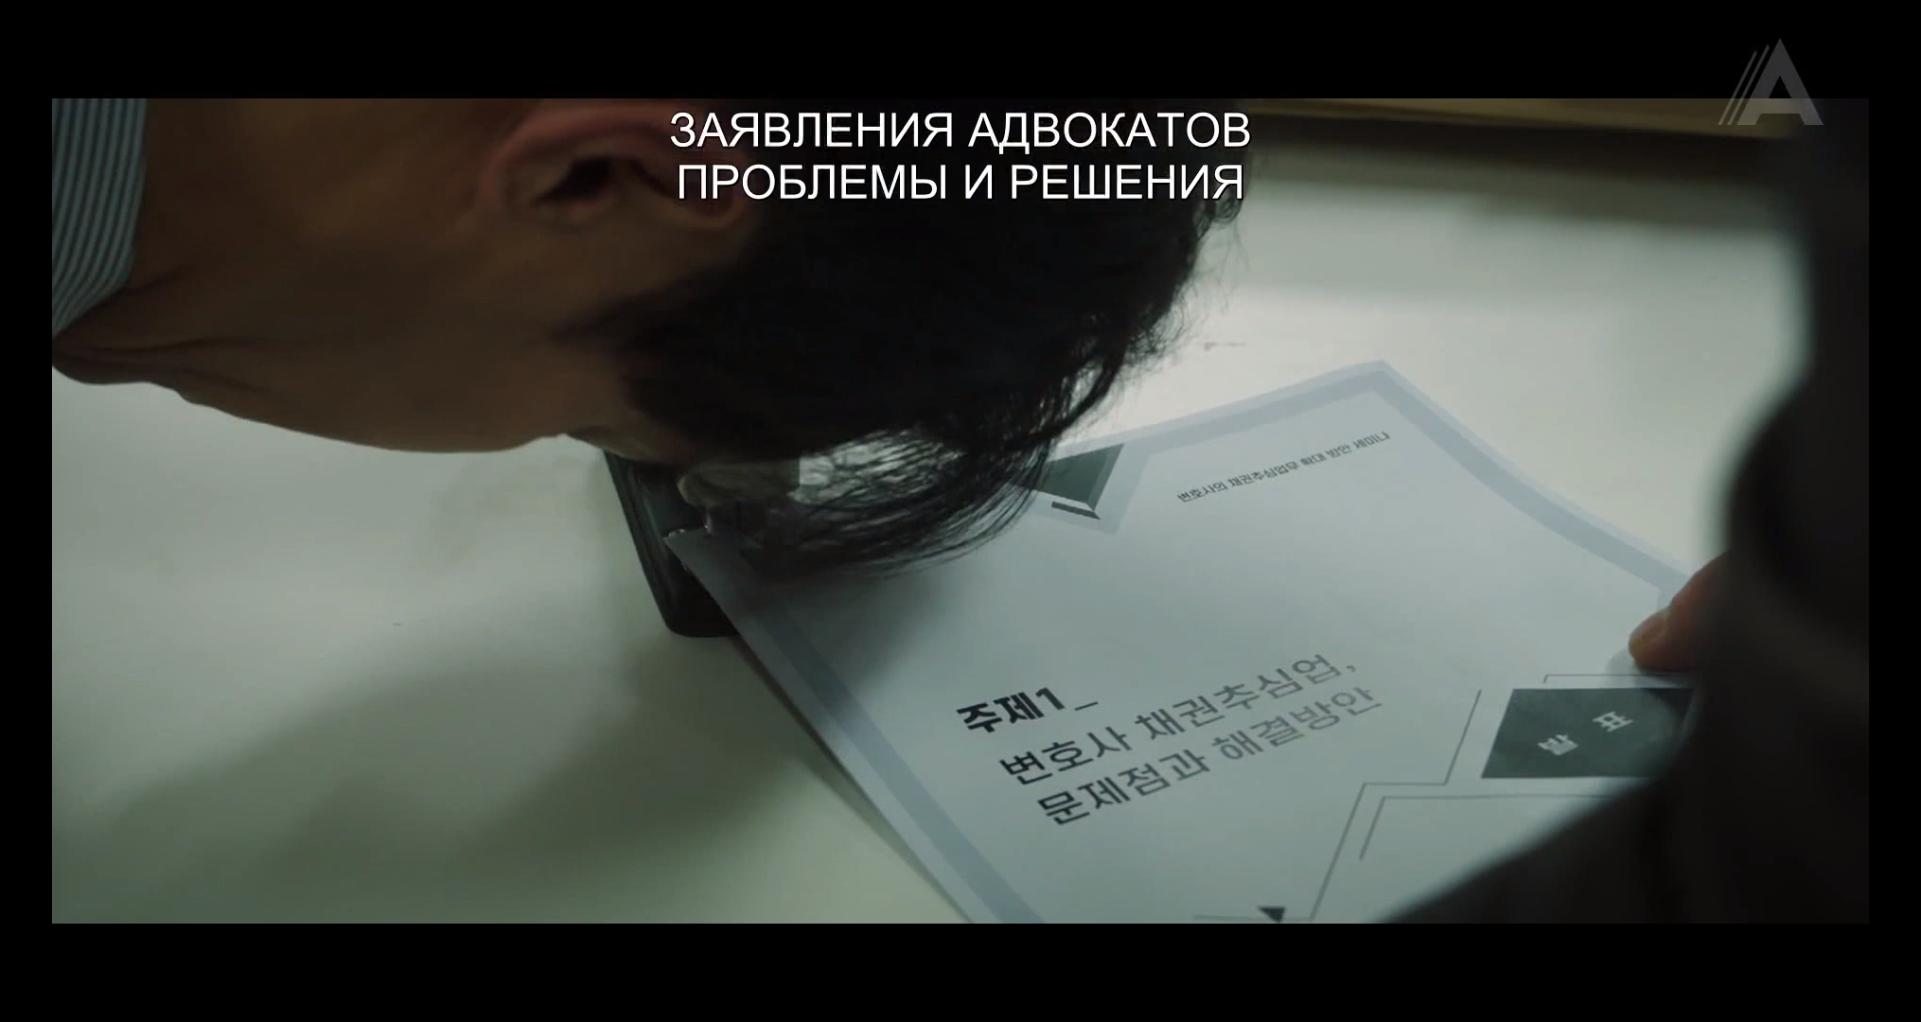 ЗАЯВЛЕНИЯ АДВОКАТОВ
ПРОБЛЕМЫ И РЕШЕНИЯ
변호사의 채권추심업무 확대 방안 세미나
주제1_
변호사 채권추심업,
문제점과 해결방안
발 표